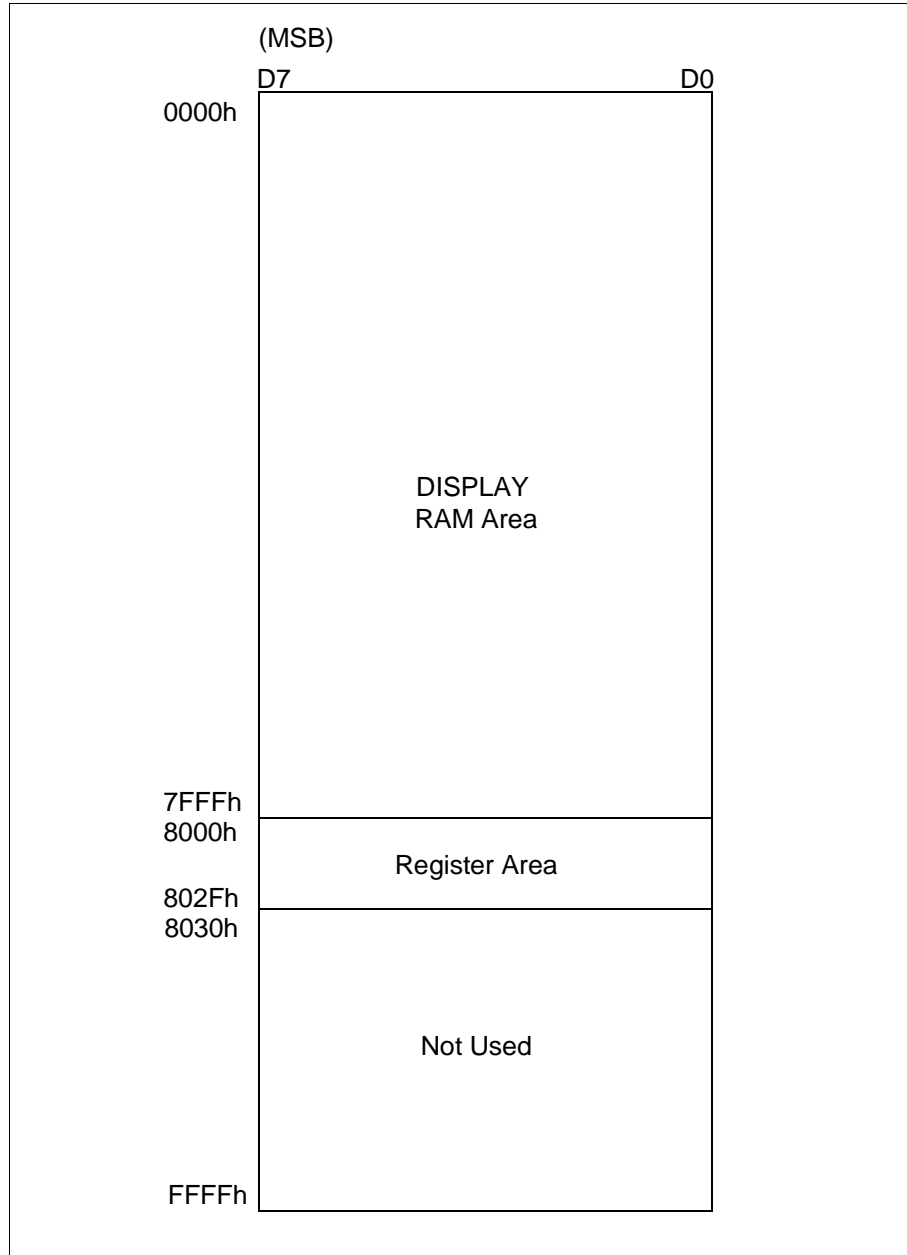 (MSB)
D7 D0
0000h
DISPLAY
RAM Area
7FFFh
8000h
Register Area
802Fh
8030h
Not Used
FFFFh